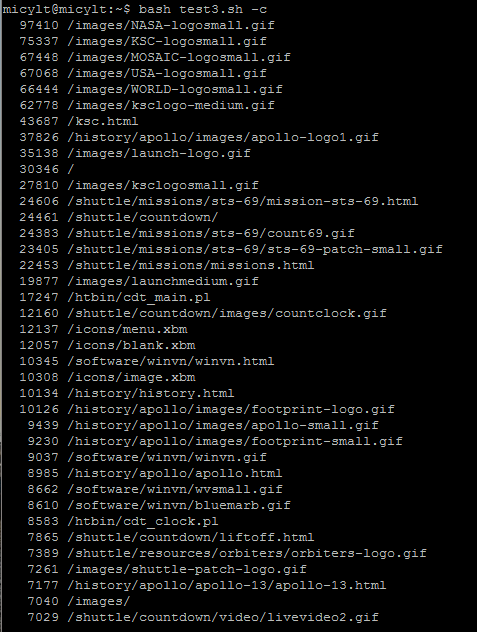 micylt@micylt:~$ bash test3.sh -c
97410 /images/NASA-logosmall.gif
75337 /images/KSC-logosmall.gif
67448 /images/MOSAIC-logosmall.gif
67068 /images/USA-logosmall.gif
66444 /images/WORLD-logosmall.gif
62778 /images/ksclogo-medium.gif
43687 /ksc.html
37826 /history/apollo/images/apollo-logo1.gif
35138 /images/launch-logo.gif
30346 /
27810 /images/ksclogosmall.gif
24606 /shuttle/missions/sts-69/mission-sts-69.html
24461 /shuttle/countdown/
24383 /shuttle/missions/sts-69/count69.gif
23405 /shuttle/missions/sts-69/sts-69-patch-small.gif
22453 /shuttle/missions/missions.html
19877 /images/launchmedium.gif
17247 /htbin/cdt_main.pl
12160 /shuttle/countdown/images/countclock.gif
12137 /icons/menu.xbm
12057 /icons/blank.xbm
10345 /software/winvn/winvn.html
10308 /icons/image.xbm
10134 /history/history.html
10126 /history/apollo/images/footprint-logo.gif
9439 /history/apollo/images/apollo-small.gif
9230 /history/apollo/images/footprint-small.gif
9037 /software/winvn/winvn.gif
8985 /history/apollo/apollo.html
8662 /software/winvn/wvsmall.gif
8610 /software/winvn/bluemarb.gif
8583 /htbin/cdt_clock.pl
7865 /shuttle/countdown/liftoff.html
7389 /shuttle/resources/orbiters/orbiters-logo.gif
7261 /images/shuttle-patch-logo.gif
7177 /history/apollo/apollo-13/apollo-13.html
7040 /images/
7029 /shuttle/countdown/video/livevideo2.gif